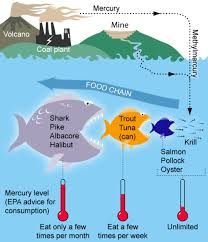 Mercury
Mine
Volcano
Coal plant
Methylmercury
FOOD CHAIN
Shark
Pike
Albacore
Halibut
Trout
Tuna
(can)
Krill
Salmon
Pollock
Oyster
Mercury level
(EPA advice for
consumption)
Eat only a few
times per month
Eat a few
times per week
Unlimited